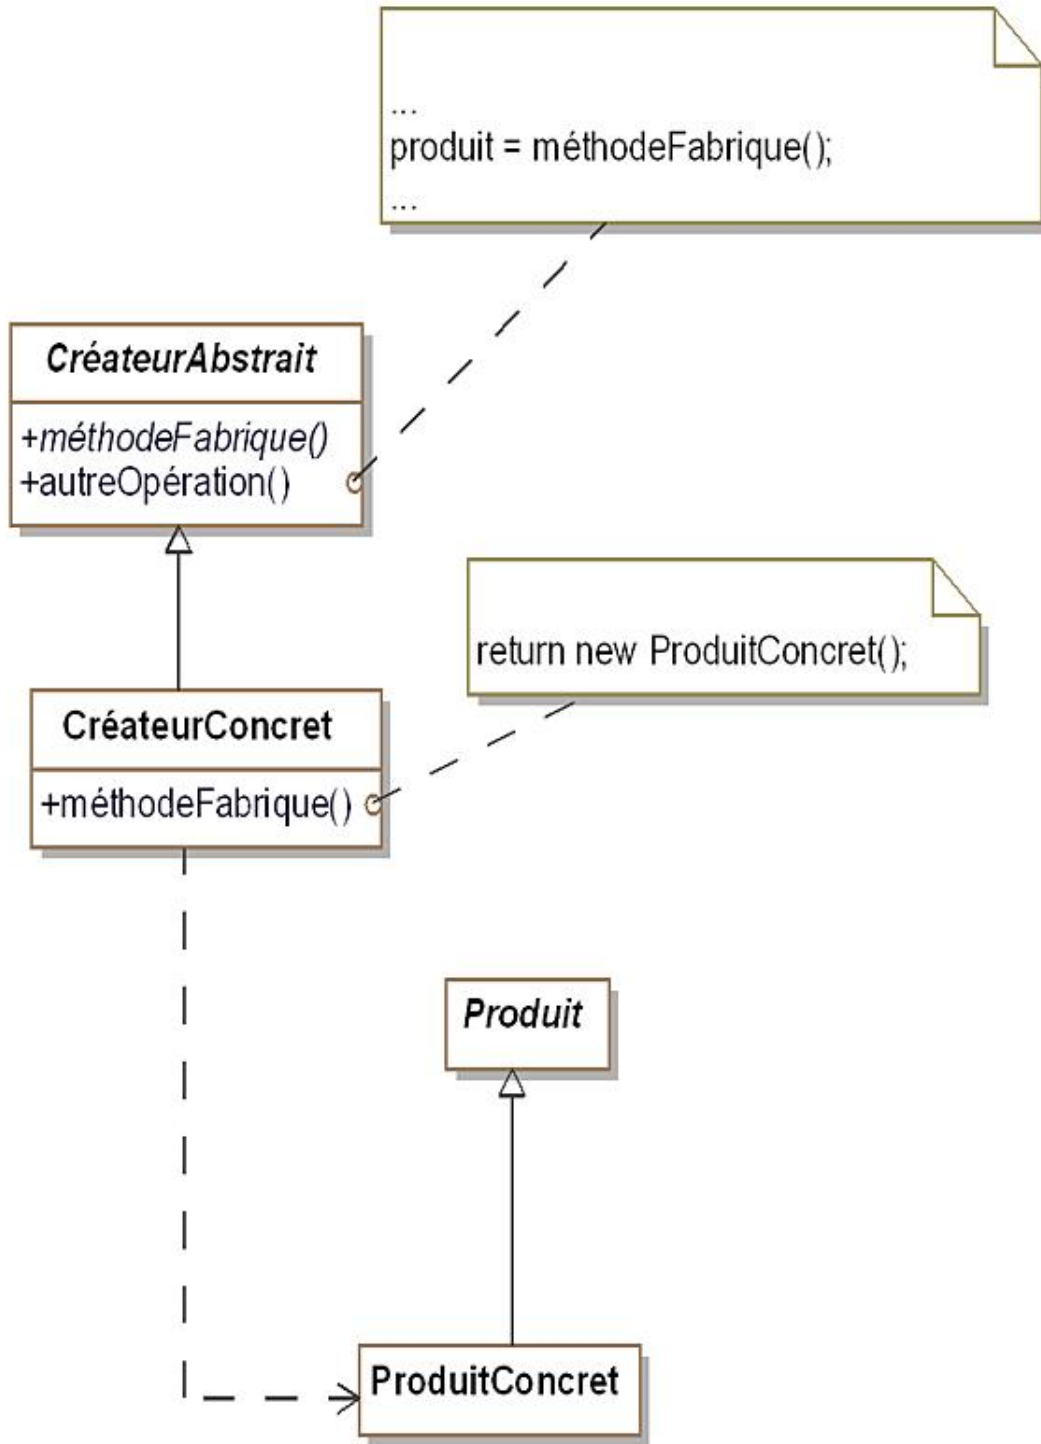 ...
produit = méthodeFabrique();
...
CréateurAbstrait
+méthodeFabrique()
+autreOpération()
return new ProduitConcret();
CréateurConcret
+méthodeFabrique()
Produit
ProduitConcret